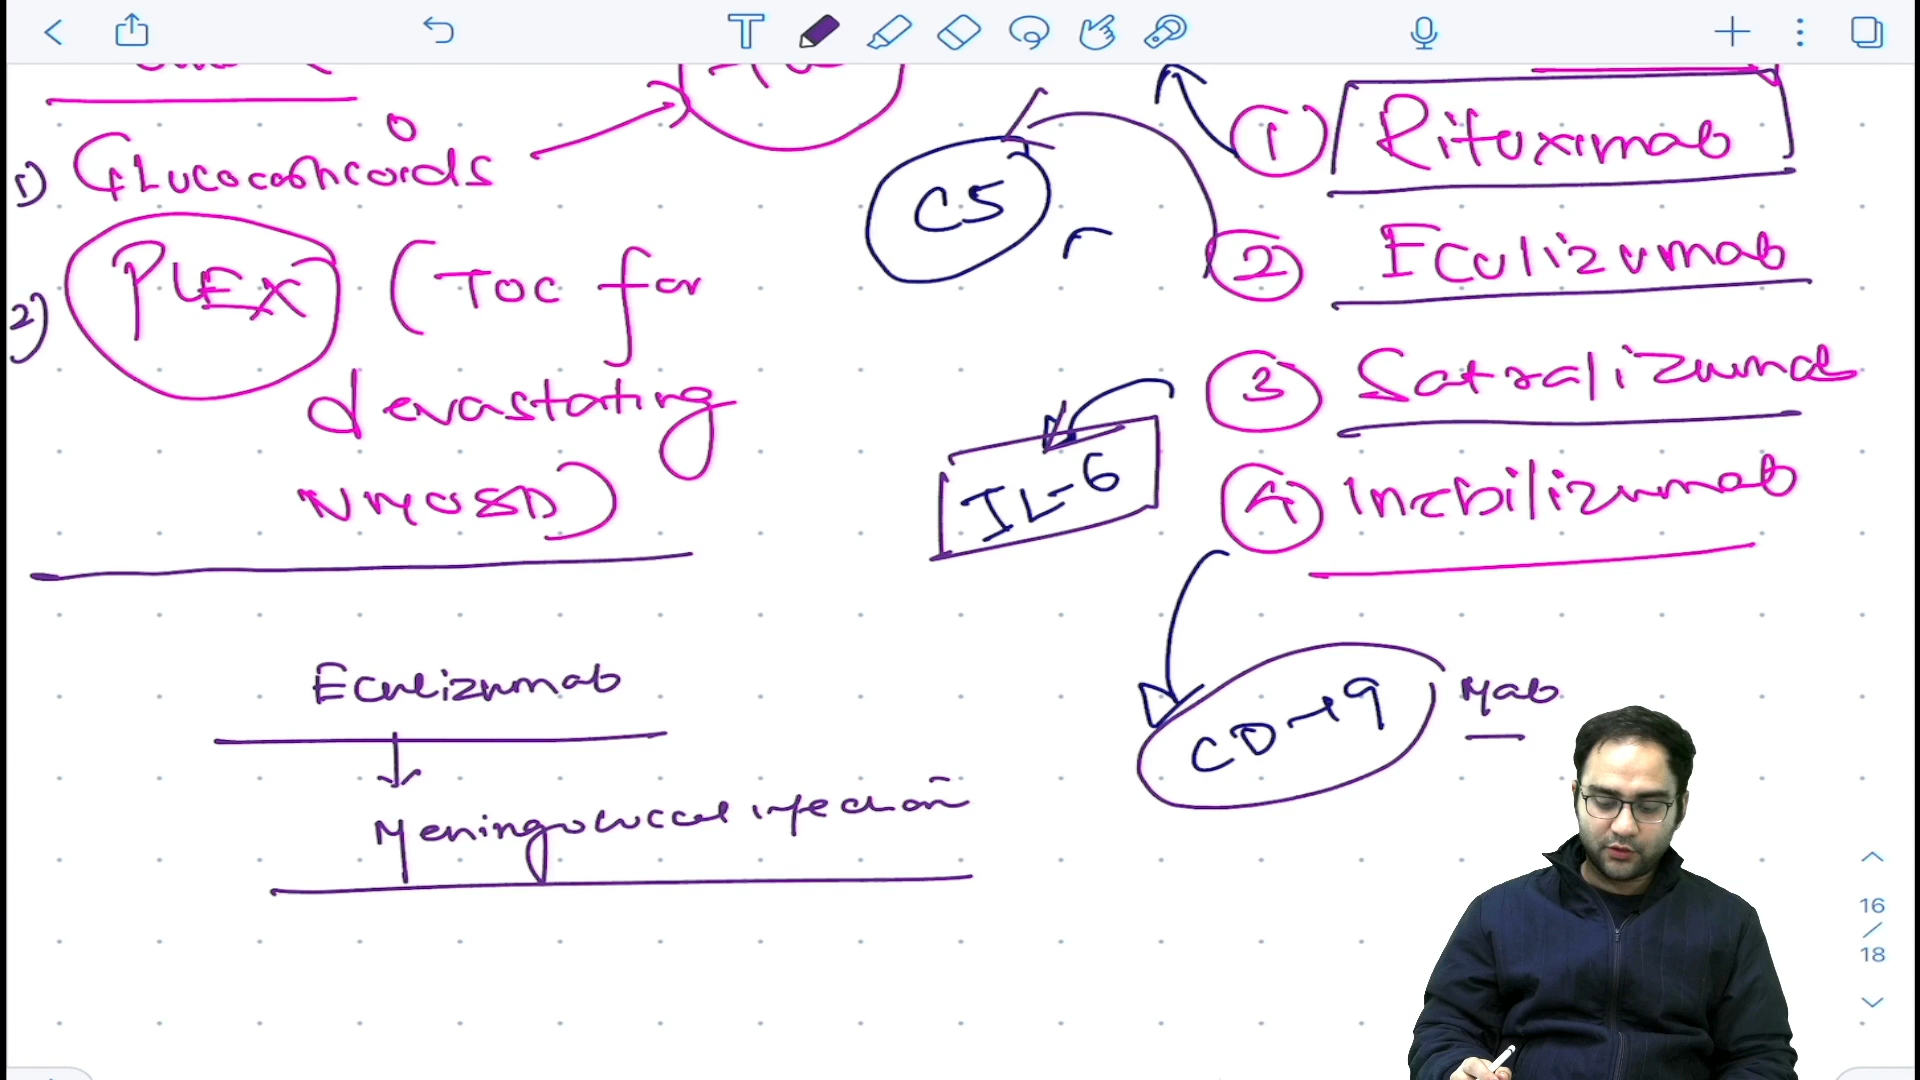 1) Glucocorticoids
2) PLEX (TOC for
devastating
NMOSD)
C5
1 Rituximab
2 Eculizumab
3 Satralizumab
IL-6
4 Inebilizumab
CD-19 Mab
Eculizumab
Meningococcal infection
16
/
18